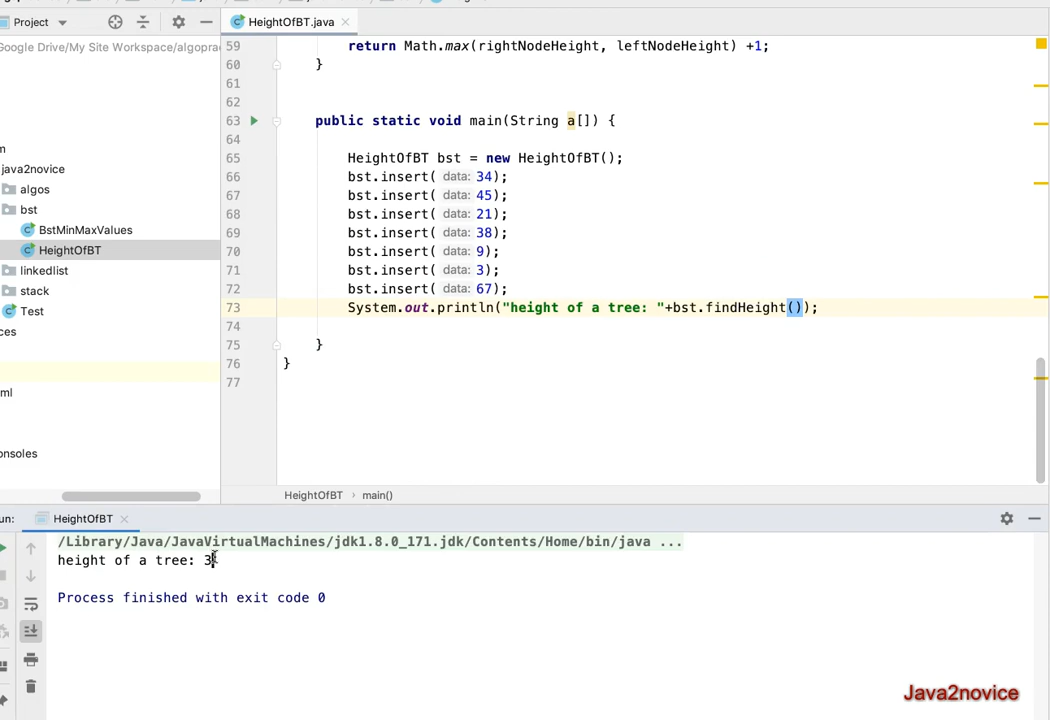 Project
HeightOfBT.java
Google Drive/My Site Workspace/algopra
m
java2novice
algos
bst
BstMinMaxValues
HeightOfBT
linkedlist
stack
Test
ces
ml
onsoles
59 return Math.max(rightNodeHeight, leftNodeHeight) +1;
60 }
61
62
63 public static void main(String a[]) {
64
65 HeightOfBT bst = new HeightOfBT();
66 bst.insert( data: 34);
67 bst.insert( data: 45);
68 bst.insert( data: 21);
69 bst.insert( data: 38);
70 bst.insert( data: 9);
71 bst.insert( data: 3);
72 bst.insert( data: 67);
73 System.out.println("height of a tree: "+bst.findHeight());
74
75 }
76 }
77
HeightOfBT › main()
un: HeightOfBT
/Library/Java/JavaVirtualMachines/jdk1.8.0_171.jdk/Contents/Home/bin/java ...
height of a tree: 3
Process finished with exit code 0
Java2novice